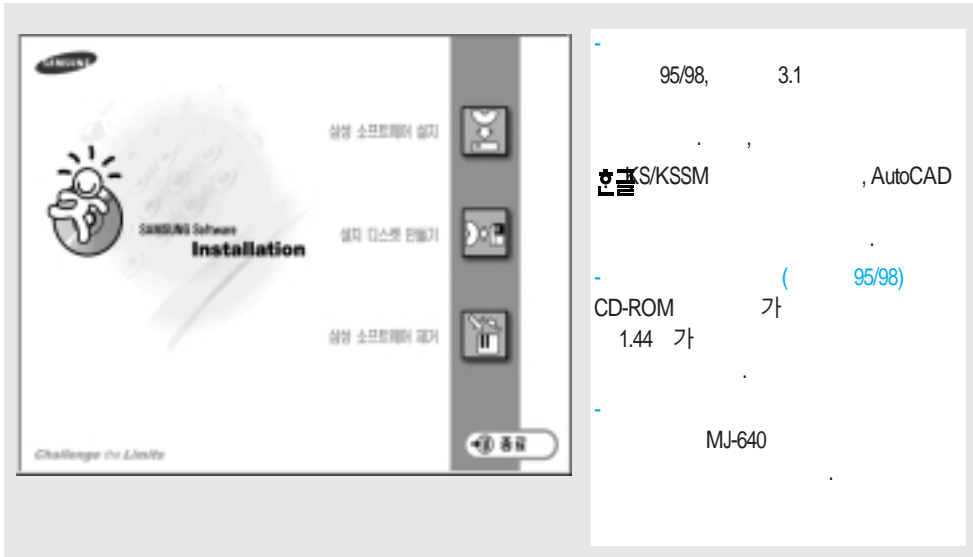 SAMSUNG
삼성 소프트웨어 설치
SAMSUNG Software
Installation
설치 디스켓 만들기
삼성 소프트웨어 제거
Challenge the Limits
종료
-
95/98, 3.1
. ,
한글 KS/KSSM , AutoCAD
.
- ( 95/98)
CD-ROM 가
1.44 가
.
-
MJ-640
.